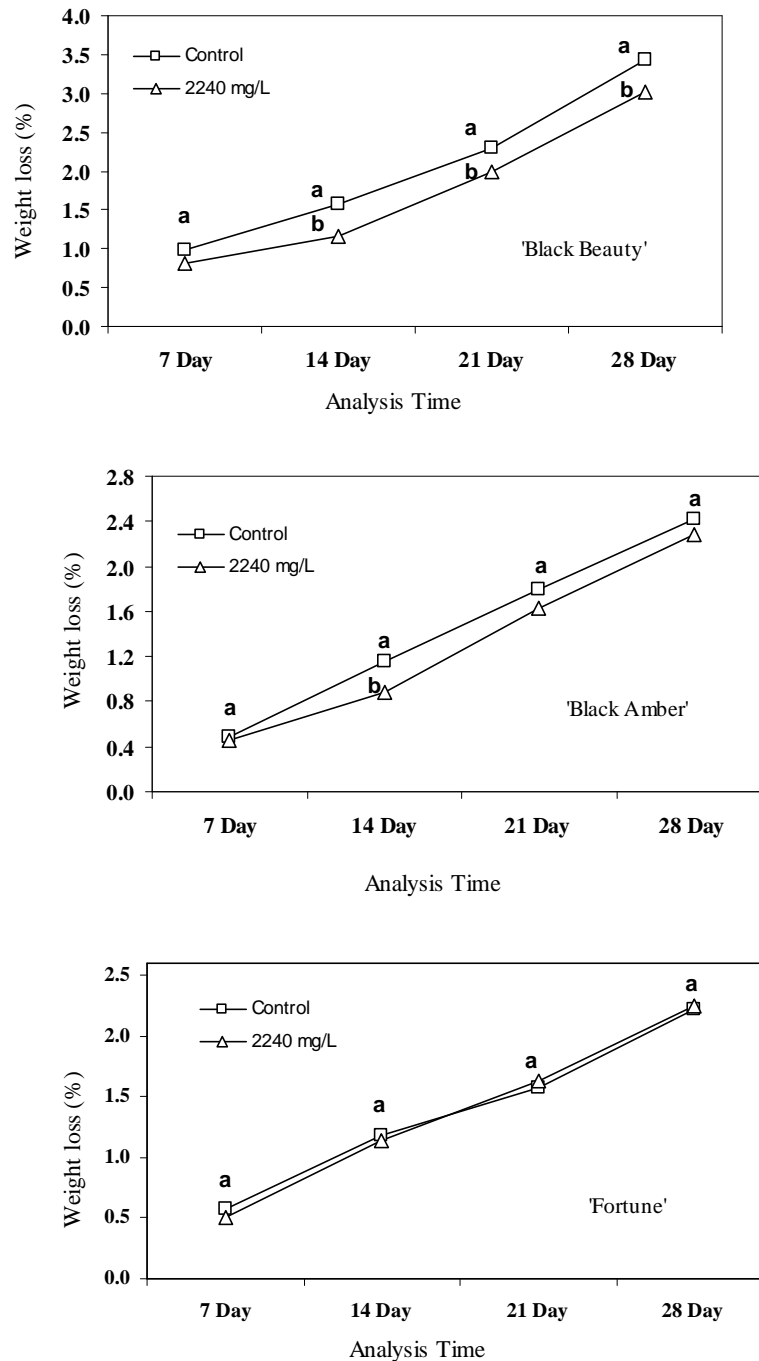 4.0
3.5
3.0
2.5
2.0
1.5
1.0
0.5
0.0
Weight loss (%)
Control
2240 mg/L
a
a
b
a
b
a
b
'Black Beauty'
7 Day 14 Day 21 Day 28 Day
Analysis Time
2.8
2.4
2.0
1.6
1.2
0.8
0.4
0.0
Weight loss (%)
Control
2240 mg/L
a
a
b
a
a
'Black Amber'
7 Day 14 Day 21 Day 28 Day
Analysis Time
2.5
2.0
1.5
1.0
0.5
0.0
Weight loss (%)
Control
2240 mg/L
a
a
a
a
'Fortune'
7 Day 14 Day 21 Day 28 Day
Analysis Time